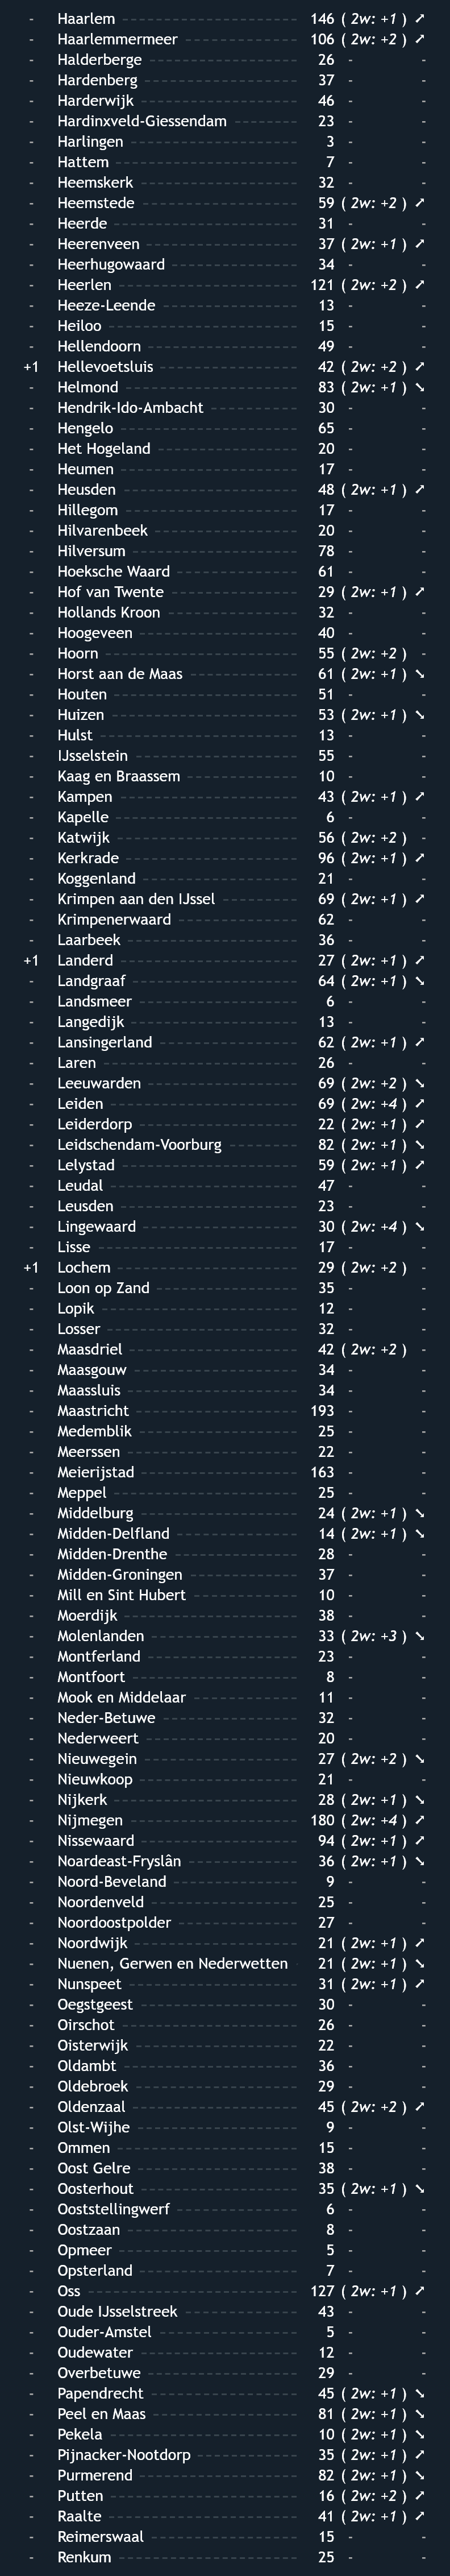 - Haarlem 146 ( 2w: +1 ) ↗
- Haarlemmermeer 106 ( 2w: +2 ) ↗
- Halderberge 26 - -
- Hardenberg 37 - -
- Harderwijk 46 - -
- Hardinxveld-Giessendam 23 - -
- Harlingen 3 - -
- Hattem 7 - -
- Heemskerk 32 - -
- Heemstede 59 ( 2w: +2 ) ↗
- Heerde 31 - -
- Heerenveen 37 ( 2w: +1 ) ↗
- Heerhugowaard 34 - -
- Heerlen 121 ( 2w: +2 ) ↗
- Heeze-Leende 13 - -
- Heiloo 15 - -
- Hellendoorn 49 - -
+1 Hellevoetsluis 42 ( 2w: +2 ) ↗
- Helmond 83 ( 2w: +1 ) ↘
- Hendrik-Ido-Ambacht 30 - -
- Hengelo 65 - -
- Het Hogeland 20 - -
- Heumen 17 - -
- Heusden 48 ( 2w: +1 ) ↗
- Hillegom 17 - -
- Hilvarenbeek 20 - -
- Hilversum 78 - -
- Hoeksche Waard 61 - -
- Hof van Twente 29 ( 2w: +1 ) ↗
- Hollands Kroon 32 - -
- Hoogeveen 40 - -
- Hoorn 55 ( 2w: +2 ) -
- Horst aan de Maas 61 ( 2w: +1 ) ↘
- Houten 51 - -
- Huizen 53 ( 2w: +1 ) ↘
- Hulst 13 - -
- IJsselstein 55 - -
- Kaag en Braassem 10 - -
- Kampen 43 ( 2w: +1 ) ↗
- Kapelle 6 - -
- Katwijk 56 ( 2w: +2 ) -
- Kerkrade 96 ( 2w: +1 ) ↗
- Koggenland 21 - -
- Krimpen aan den IJssel 69 ( 2w: +1 ) ↗
- Krimpenerwaard 62 - -
- Laarbeek 36 - -
+1 Landerd 27 ( 2w: +1 ) ↗
- Landgraaf 64 ( 2w: +1 ) ↘
- Landsmeer 6 - -
- Langedijk 13 - -
- Lansingerland 62 ( 2w: +1 ) ↗
- Laren 26 - -
- Leeuwarden 69 ( 2w: +2 ) ↘
- Leiden 69 ( 2w: +4 ) ↗
- Leiderdorp 22 ( 2w: +1 ) ↗
- Leidschendam-Voorburg 82 ( 2w: +1 ) ↘
- Lelystad 59 ( 2w: +1 ) ↗
- Leudal 47 - -
- Leusden 23 - -
- Lingewaard 30 ( 2w: +4 ) ↘
- Lisse 17 - -
+1 Lochem 29 ( 2w: +2 ) -
- Loon op Zand 35 - -
- Lopik 12 - -
- Losser 32 - -
- Maasdriel 42 ( 2w: +2 ) -
- Maasgouw 34 - -
- Maassluis 34 - -
- Maastricht 193 - -
- Medemblik 25 - -
- Meerssen 22 - -
- Meierijstad 163 - -
- Meppel 25 - -
- Middelburg 24 ( 2w: +1 ) ↘
- Midden-Delfland 14 ( 2w: +1 ) ↘
- Midden-Drenthe 28 - -
- Midden-Groningen 37 - -
- Mill en Sint Hubert 10 - -
- Moerdijk 38 - -
- Molenlanden 33 ( 2w: +3 ) ↘
- Montferland 23 - -
- Montfoort 8 - -
- Mook en Middelaar 11 - -
- Neder-Betuwe 32 - -
- Nederweert 20 - -
- Nieuwegein 27 ( 2w: +2 ) ↘
- Nieuwkoop 21 - -
- Nijkerk 28 ( 2w: +1 ) ↘
- Nijmegen 180 ( 2w: +4 ) ↗
- Nissewaard 94 ( 2w: +1 ) ↗
- Noardeast-Fryslân 36 ( 2w: +1 ) ↘
- Noord-Beveland 9 - -
- Noordenveld 25 - -
- Noordoostpolder 27 - -
- Noordwijk 21 ( 2w: +1 ) ↗
- Nuenen, Gerwen en Nederwetten 21 ( 2w: +1 ) ↘
- Nunspeet 31 ( 2w: +1 ) ↗
- Oegstgeest 30 - -
- Oirschot 26 - -
- Oisterwijk 22 - -
- Oldambt 36 - -
- Oldebroek 29 - -
- Oldenzaal 45 ( 2w: +2 ) ↗
- Olst-Wijhe 9 - -
- Ommen 15 - -
- Oost Gelre 38 - -
- Oosterhout 35 ( 2w: +1 ) ↘
- Ooststellingwerf 6 - -
- Oostzaan 8 - -
- Opmeer 5 - -
- Opsterland 7 - -
- Oss 127 ( 2w: +1 ) ↗
- Oude IJsselstreek 43 - -
- Ouder-Amstel 5 - -
- Oudewater 12 - -
- Overbetuwe 29 - -
- Papendrecht 45 ( 2w: +1 ) ↘
- Peel en Maas 81 ( 2w: +1 ) ↘
- Pekela 10 ( 2w: +1 ) ↘
- Pijnacker-Nootdorp 35 ( 2w: +1 ) ↗
- Purmerend 82 ( 2w: +1 ) ↘
- Putten 16 ( 2w: +2 ) ↗
- Raalte 41 ( 2w: +1 ) ↗
- Reimerswaal 15 - -
- Renkum 25 - -